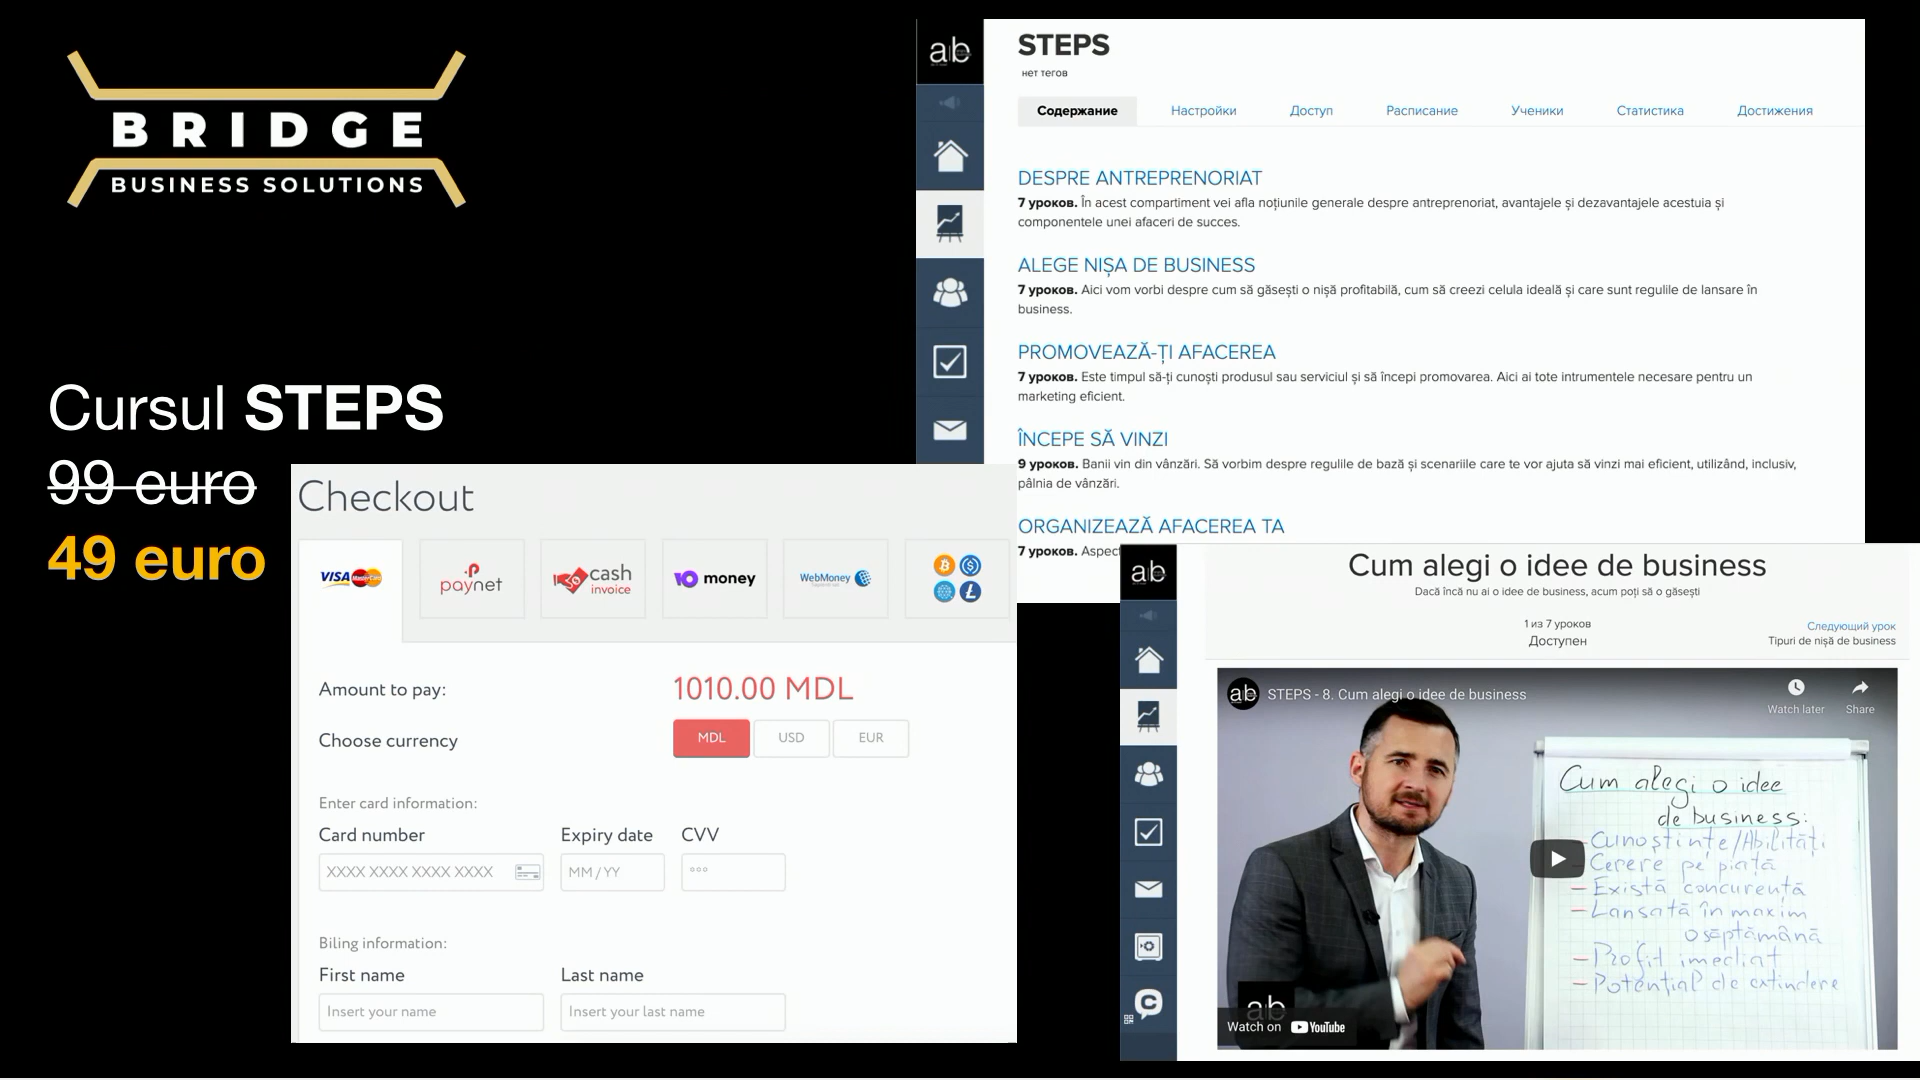 BRIDGE
BUSINESS SOLUTIONS
Cursul STEPS
99 euro
49 euro
ab
STEPS
нет тегов
Содержание
Настройки
Доступ
Расписание
Ученики
Статистика
Достижения
DESPRE ANTREPRENORIAT
7 уроков. În acest compartiment vei afla noțiunile generale despre antreprenoriat, avantajele și dezavantajele acestuia și
componentele unei afaceri de succes.
ALEGE NIȘA DE BUSINESS
7 уроков. Aici vom vorbi despre cum să găsești o nișă profitabilă, cum să creezi celula ideală și care sunt regulile de lansare în
business.
PROMOVEAZĂ-ȚI AFACEREA
7 уроков. Este timpul să-ți cunoști produsul sau serviciul și să începi promovarea. Aici ai tote intrumentele necesare pentru un
marketing eficient.
ÎNCEPE SĂ VINZI
9 уроков. Banii vin din vânzări. Să vorbim despre regulile de bază și scenariile care te vor ajuta să vinzi mai eficient, utilizând, inclusiv,
pâlnia de vânzări.
ORGANIZEAZĂ AFACEREA TA
7 уроков. Aspect
Checkout
VISA MasterCard
paynet
cash
invoice
money
WebMoney
Amount to pay:
1010.00 MDL
Choose currency
MDL
USD
EUR
Enter card information:
Card number
Expiry date
CVV
XXXX XXXX XXXX XXXX
MM / YY
Biling information:
First name
Last name
Insert your name
Insert your last name
ab
Cum alegi o idee de business
Dacă încă nu ai o idee de business, acum poți să o găsești
1 из 7 уроков
Доступен
Следующий урок
Tipuri de nișă de business
ab
STEPS - 8. Cum alegi o idee de business
Watch later
Share
Cum alegi o idee
de business:
- Cunoștințe/Abilități
- Cerere pe piață
- Există concurență
- Lansată în maxim
o săptămână
- Profit imediat
- Potențial de extindere
ab
Watch on YouTube